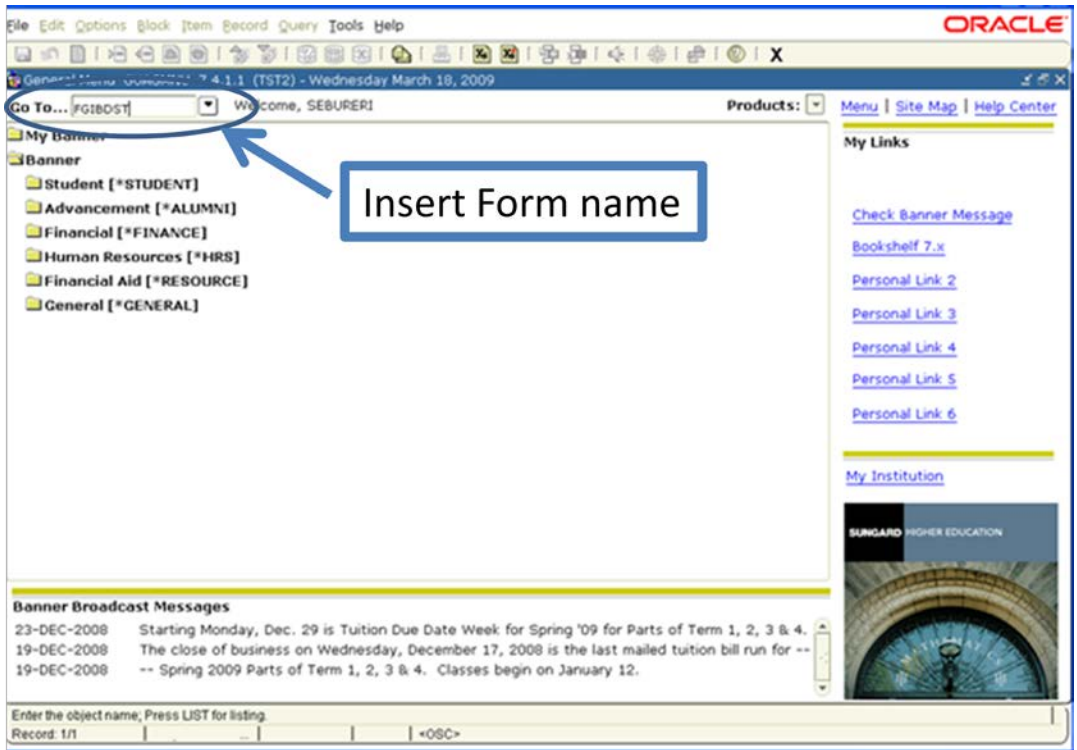 File Edit Options Block Item Record Query Tools Help
ORACLE
X
General Menu 7.4.1.1 (TST2) - Wednesday March 18, 2009
Go To... FGIBDST
Welcome, SEBURERI
Products:
Menu | Site Map | Help Center
My Banner
Banner
Student [*STUDENT]
Advancement [*ALUMNI]
Financial [*FINANCE]
Human Resources [*HRS]
Financial Aid [*RESOURCE]
General [*GENERAL]
Insert Form name
My Links
Check Banner Message
Bookshelf 7.x
Personal Link 2
Personal Link 3
Personal Link 4
Personal Link 5
Personal Link 6
My Institution
SUNGARD HIGHER EDUCATION
MATHEMATICS
Banner Broadcast Messages
23-DEC-2008 Starting Monday, Dec. 29 is Tuition Due Date Week for Spring '09 for Parts of Term 1, 2, 3 & 4.
19-DEC-2008 The close of business on Wednesday, December 17, 2008 is the last mailed tuition bill run for --
19-DEC-2008 -- Spring 2009 Parts of Term 1, 2, 3 & 4. Classes begin on January 12.
Enter the object name; Press LIST for listing.
Record: 1/1 | ... | | | <OSC>